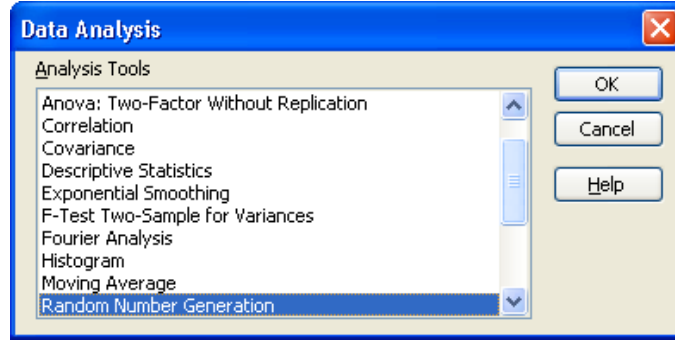 Data Analysis
Analysis Tools
Anova: Two-Factor Without Replication
Correlation
Covariance
Descriptive Statistics
Exponential Smoothing
F-Test Two-Sample for Variances
Fourier Analysis
Histogram
Moving Average
Random Number Generation
OK
Cancel
Help